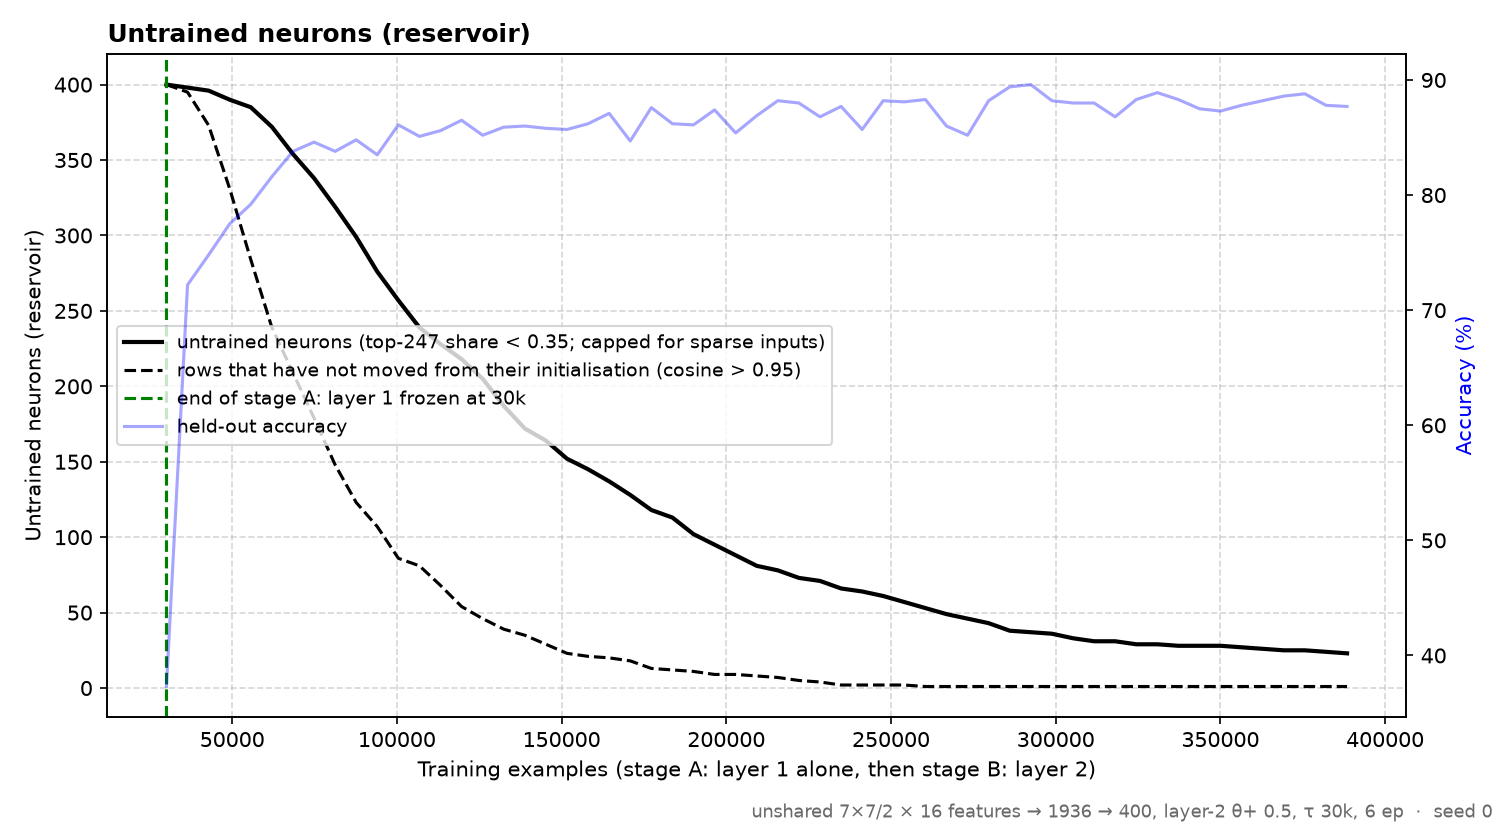 Untrained neurons (reservoir)
400
350
300
250
200
150
100
50
0
Untrained neurons (reservoir)
90
80
70
60
50
40
Accuracy (%)
untrained neurons (top-247 share < 0.35; capped for sparse inputs)
rows that have not moved from their initialisation (cosine > 0.95)
end of stage A: layer 1 frozen at 30k
held-out accuracy
50000 100000 150000 200000 250000 300000 350000 400000
Training examples (stage A: layer 1 alone, then stage B: layer 2)
unshared 7×7/2 × 16 features → 1936 → 400, layer-2 θ+ 0.5, τ 30k, 6 ep · seed 0